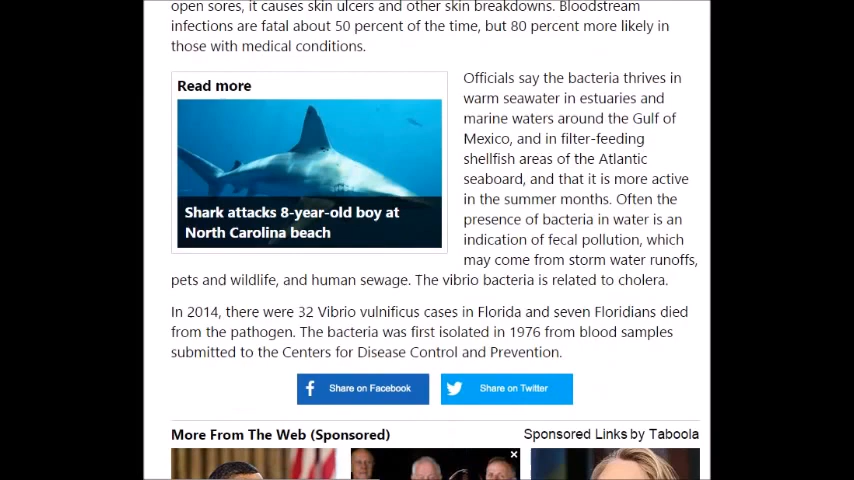 open sores, it causes skin ulcers and other skin breakdowns. Bloodstream
infections are fatal about 50 percent of the time, but 80 percent more likely in
those with medical conditions.
Read more
Shark attacks 8-year-old boy at
North Carolina beach
Officials say the bacteria thrives in
warm seawater in estuaries and
marine waters around the Gulf of
Mexico, and in filter-feeding
shellfish areas of the Atlantic
seaboard, and that it is more active
in the summer months. Often the
presence of bacteria in water is an
indication of fecal pollution, which
may come from storm water runoffs,
pets and wildlife, and human sewage. The vibrio bacteria is related to cholera.
In 2014, there were 32 Vibrio vulnificus cases in Florida and seven Floridians died
from the pathogen. The bacteria was first isolated in 1976 from blood samples
submitted to the Centers for Disease Control and Prevention.
Share on Facebook
Share on Twitter
More From The Web (Sponsored)
Sponsored Links by Taboola